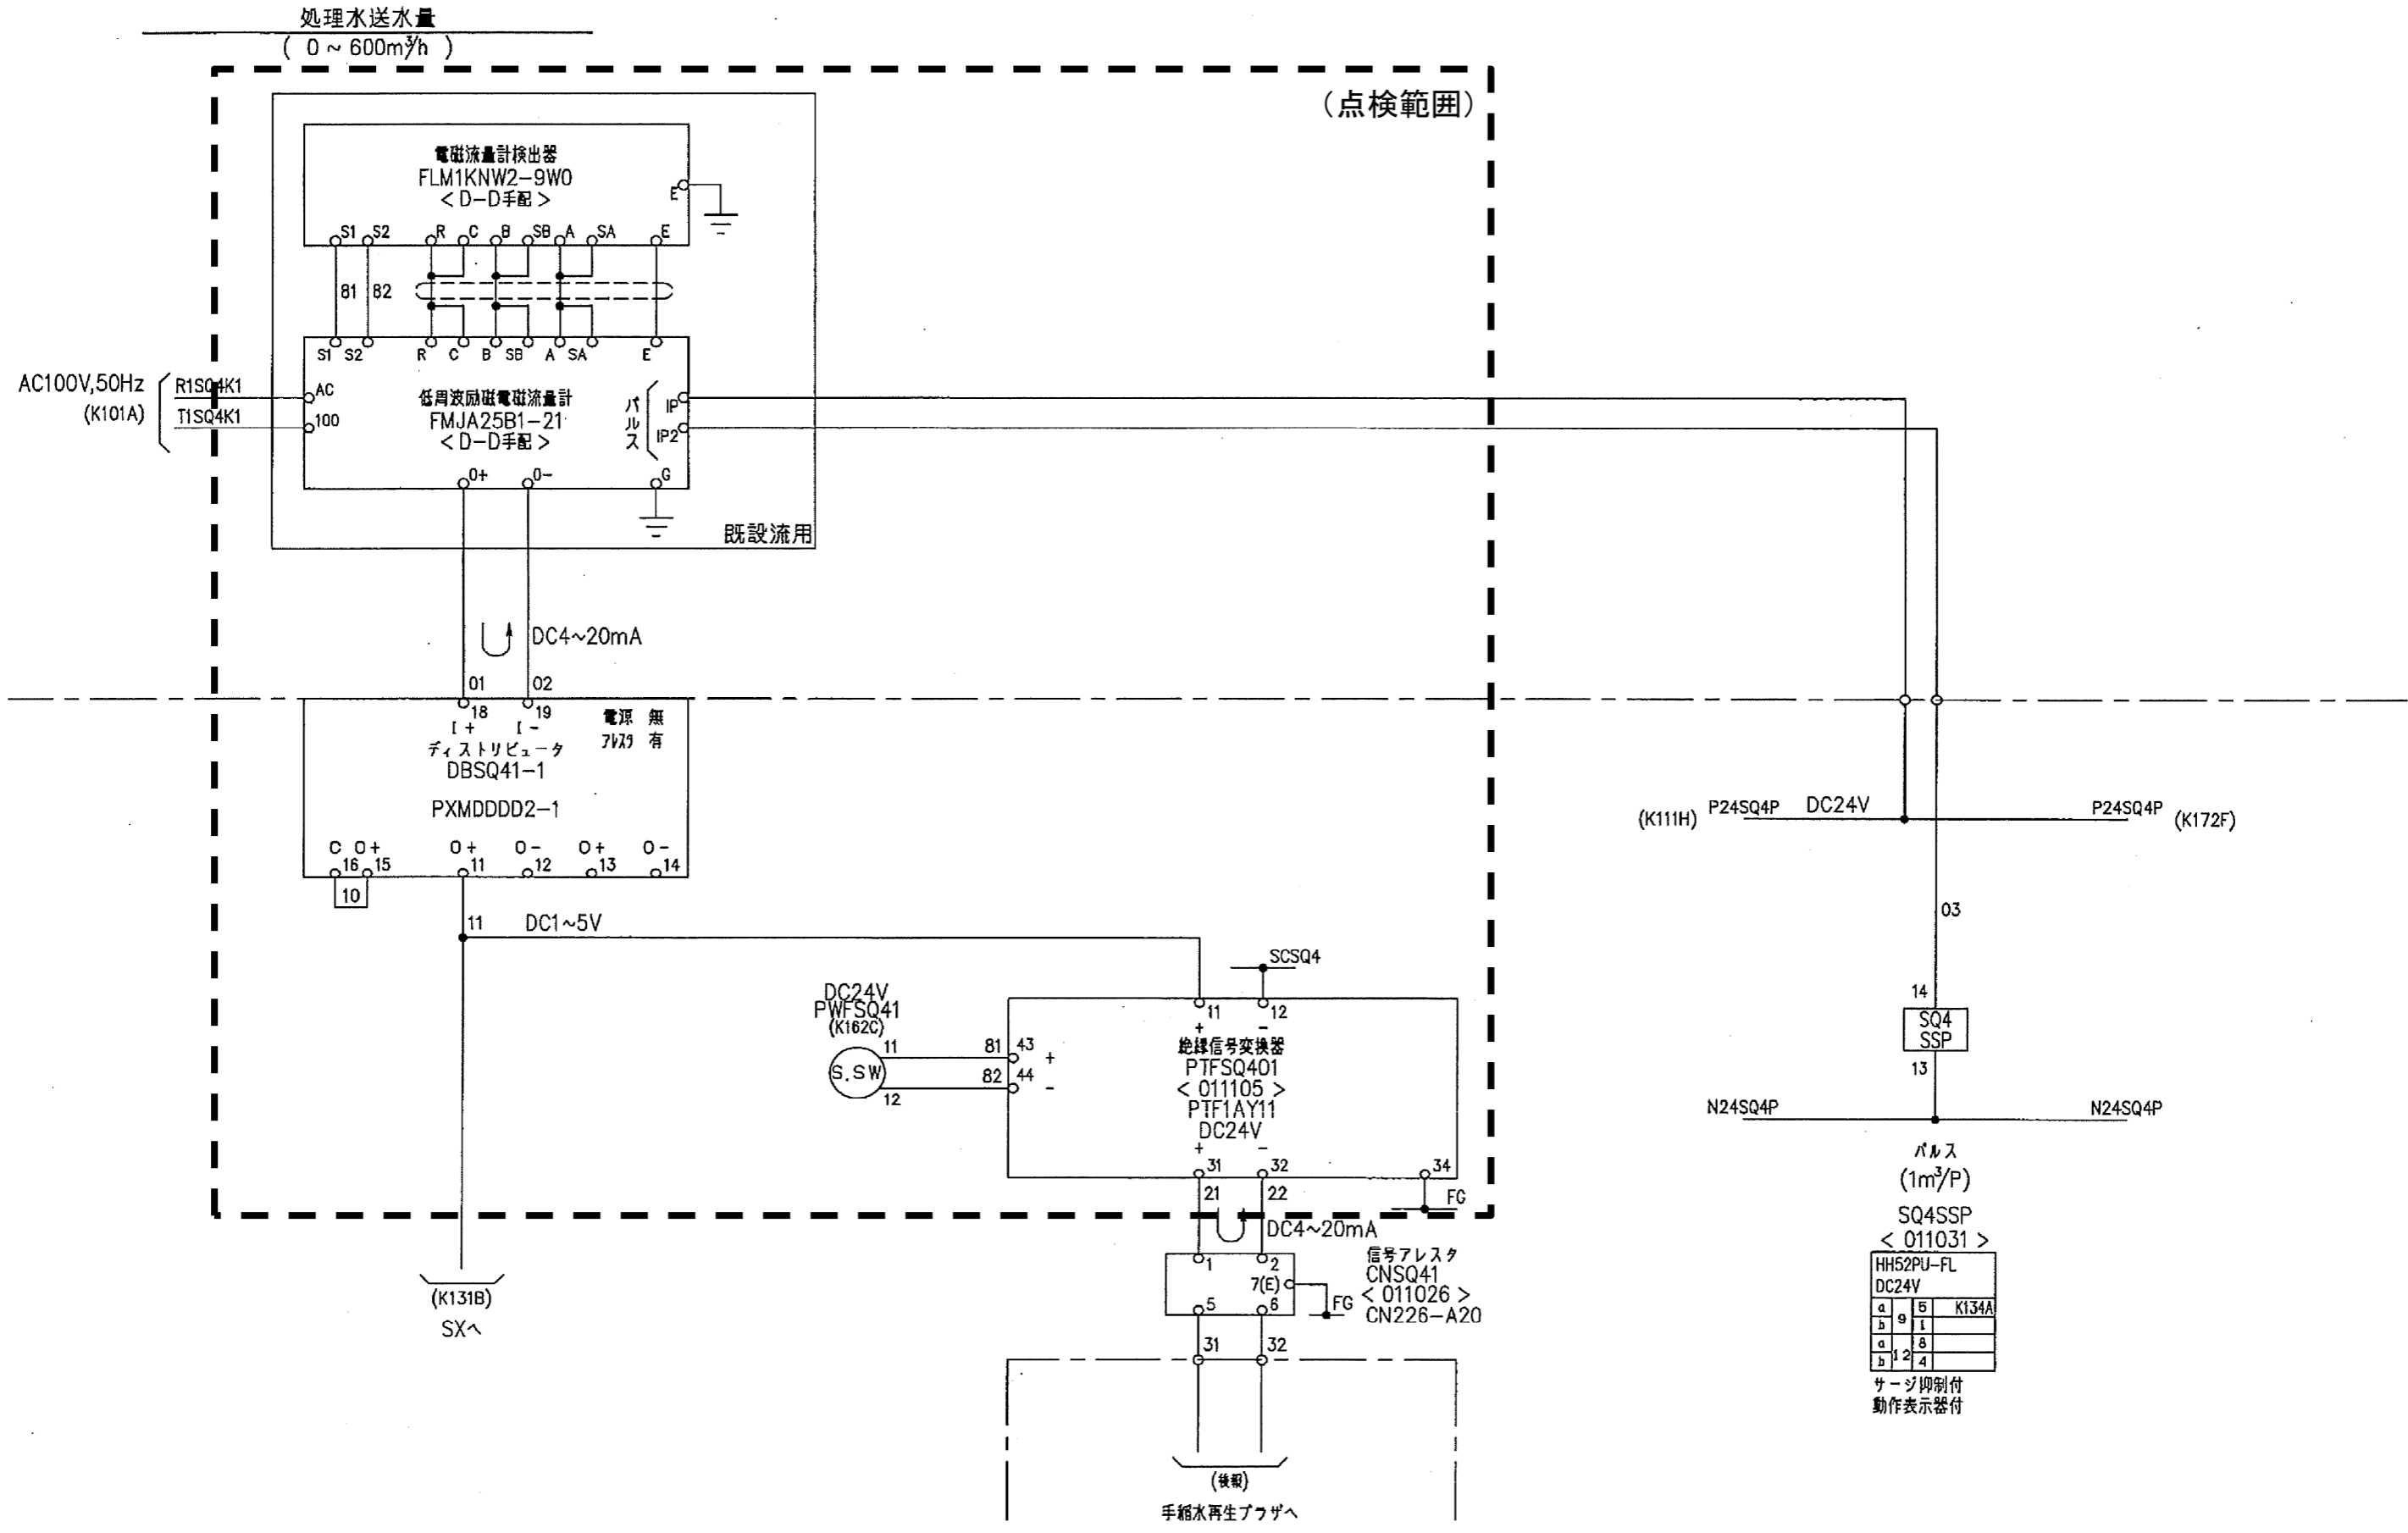 処理水送水量
( 0 ~ 600m³/h )
(点検範囲)
電磁流量計検出器
FLM1KNW2-9W0
< D-D手配 >
E
S1 S2 R C B SB A SA E
81 82
S1 S2 R C B SB A SA E
AC100V,50Hz
(K101A)
R1SQ4K1
T1SQ4K1
AC
100
低周波励磁電磁流量計
FMJA25B1-21
< D-D手配 >
パルス
IP
IP2
O+ O- G
既設流用
DC4~20mA
01 02
18 19
I+ I-
電源 無
アレスタ 有
ディストリビュータ
DBSQ41-1
PXMDDDD2-1
C O+ O+ O- O+ O-
16 15 11 12 13 14
10
11 DC1~5V
SCSQ4
DC24V
PWFSQ41
(K162C)
S.SW
11 81 43 +
12 82 44 -
11 12
+ -
絶縁信号変換器
PTFSQ401
< 011105 >
PTF1AY11
DC24V
+ -
31 32 34
21 22 FG
DC4~20mA
信号アレスタ
CNSQ41
< 011026 >
CN226-A20
1 2
7(E)
FG
5 6
31 32
(後報)
手稲水再生プラザへ
(K131B)
SXへ
(K111H) P24SQ4P DC24V P24SQ4P (K172F)
03
14
SQ4
SSP
13
N24SQ4P N24SQ4P
パルス
(1m³/P)
SQ4SSP
< 011031 >
HH52PU-FL
DC24V
a 9 5 K134A
b 1
a 12 8
b 4
サージ抑制付
動作表示器付